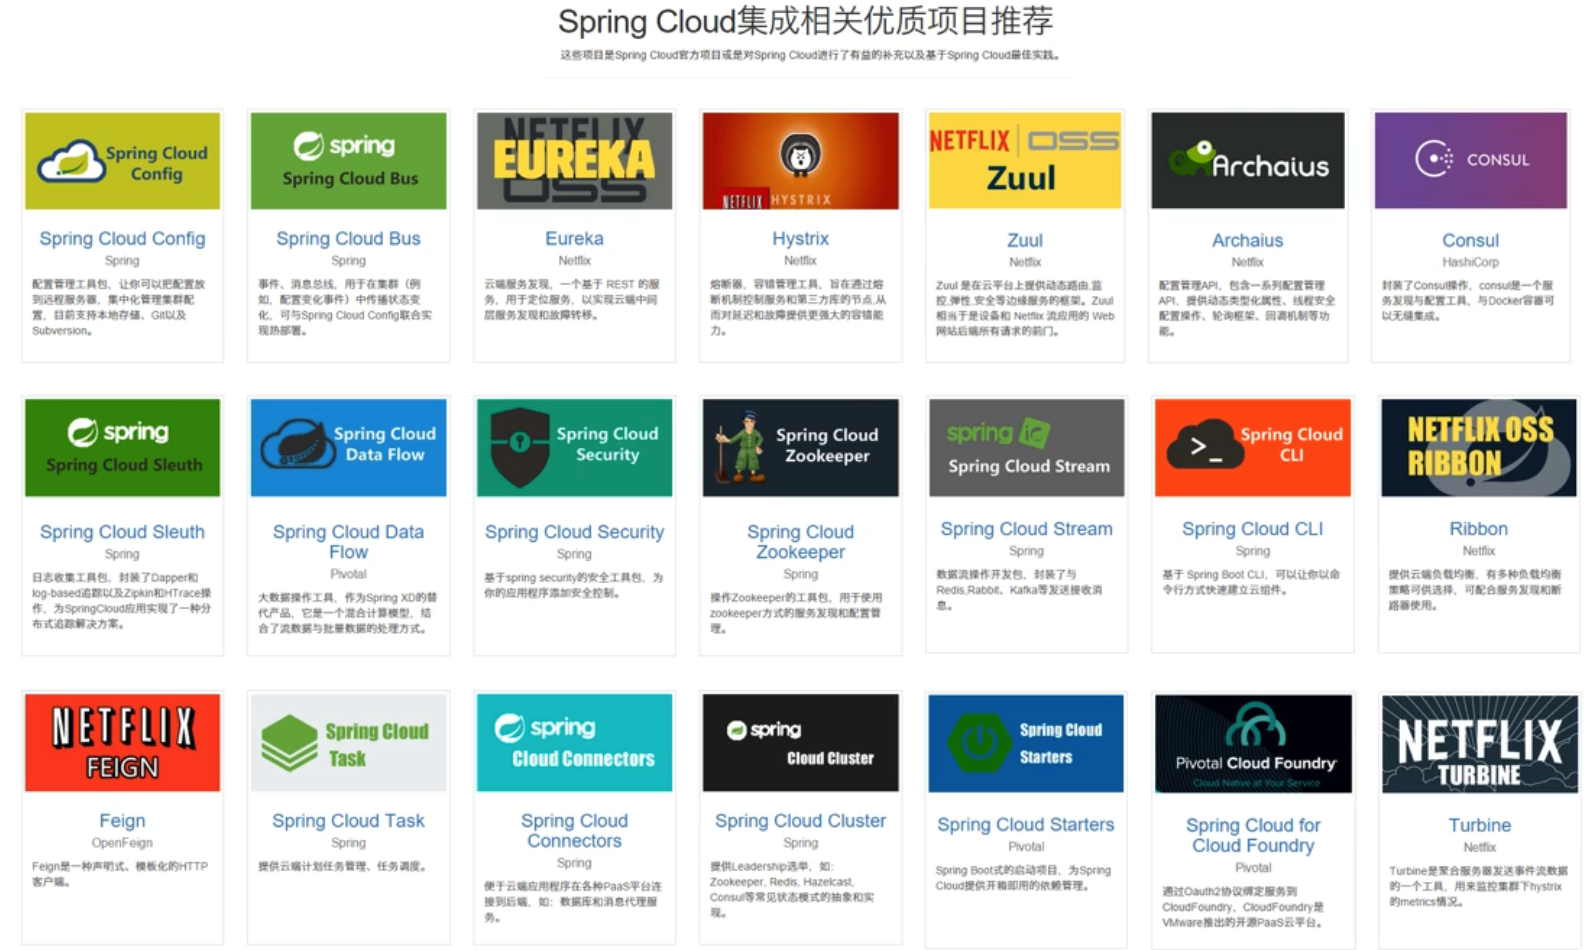 Spring Cloud集成相关优质项目推荐
这些项目是Spring Cloud官方项目或是对Spring Cloud进行了有益的补充以及基于Spring Cloud最佳实践。
Spring Cloud
Config
Spring Cloud Config
Spring
配置管理工具包，让你可以把配置放
到远程服务器，集中化管理集群配
置，目前支持本地存储、Git以及
Subversion。
spring
Spring Cloud Bus
Spring Cloud Bus
Spring
事件、消息总线，用于在集群（例
如，配置变化事件）中传播状态变
化，可与Spring Cloud Config联合实
现热部署。
NETFLIX
EUREKA
OSS
Eureka
Netflix
云端服务发现，一个基于 REST 的服
务，用于定位服务，以实现云端中间
层服务发现和故障转移。
NETFLIX HYSTRIX
Hystrix
Netflix
熔断器，容错管理工具，旨在通过熔
断机制控制服务和第三方库的节点,从
而对延迟和故障提供更强大的容错能
力。
NETFLIX | OSS
Zuul
Zuul
Netflix
Zuul 是在云平台上提供动态路由,监
控,弹性,安全等边缘服务的框架。Zuul
相当于是设备和 Netflix 流应用的 Web
网站后端所有请求的前门。
Archaius
Archaius
Netflix
配置管理API，包含一系列配置管理
API，提供动态类型化属性、线程安全
配置操作、轮询框架、回调机制等功
能。
CONSUL
Consul
HashiCorp
封装了Consul操作，consul是一个服
务发现与配置工具，与Docker容器可
以无缝集成。
spring
Spring Cloud Sleuth
Spring Cloud Sleuth
Spring
日志收集工具包，封装了Dapper和
log-based追踪以及Zipkin和HTrace操
作，为SpringCloud应用实现了一种分
布式追踪解决方案。
Spring Cloud
Data Flow
Spring Cloud Data
Flow
Pivotal
大数据操作工具，作为Spring XD的替
代产品，它是一个混合计算模型，结
合了流数据与批量数据的处理方式。
Spring Cloud
Security
Spring Cloud Security
Spring
基于spring security的安全工具包，为
你的应用程序添加安全控制。
Spring Cloud
Zookeeper
Spring Cloud
Zookeeper
Spring
操作Zookeeper的工具包，用于使用
zookeeper方式的服务发现和配置管
理。
spring
Spring Cloud Stream
Spring Cloud Stream
Spring
数据流操作开发包，封装了与
Redis,Rabbit、Kafka等发送接收消
息。
>_
Spring Cloud
CLI
Spring Cloud CLI
Spring
基于 Spring Boot CLI，可以让你以命
令行方式快速建立云组件。
NETFLIX OSS
RIBBON
Ribbon
Netflix
提供云端负载均衡，有多种负载均衡
策略可供选择，可配合服务发现和断
路器使用。
NETFLIX
FEIGN
Feign
OpenFeign
Feign是一种声明式、模板化的HTTP
客户端。
Spring Cloud
Task
Spring Cloud Task
Spring
提供云端计划任务管理、任务调度。
spring
Cloud Connectors
Spring Cloud
Connectors
Spring
便于云端应用程序在各种PaaS平台连
接到后端，如：数据库和消息代理服
务。
spring
Cloud Cluster
Spring Cloud Cluster
Spring
提供Leadership选举，如：
Zookeeper, Redis, Hazelcast,
Consul等常见状态模式的抽象和实
现。
Spring Cloud
Starters
Spring Cloud Starters
Pivotal
Spring Boot式的启动项目，为Spring
Cloud提供开箱即用的依赖管理。
Pivotal Cloud Foundry
Cloud Native at Your Service
Spring Cloud for
Cloud Foundry
Pivotal
通过Oauth2协议绑定服务到
CloudFoundry，CloudFoundry是
VMware推出的开源PaaS云平台。
NETFLIX
TURBINE
Turbine
Netflix
Turbine是聚合服务器发送事件流数据
的一个工具，用来监控集群下hystrix
的metrics情况。